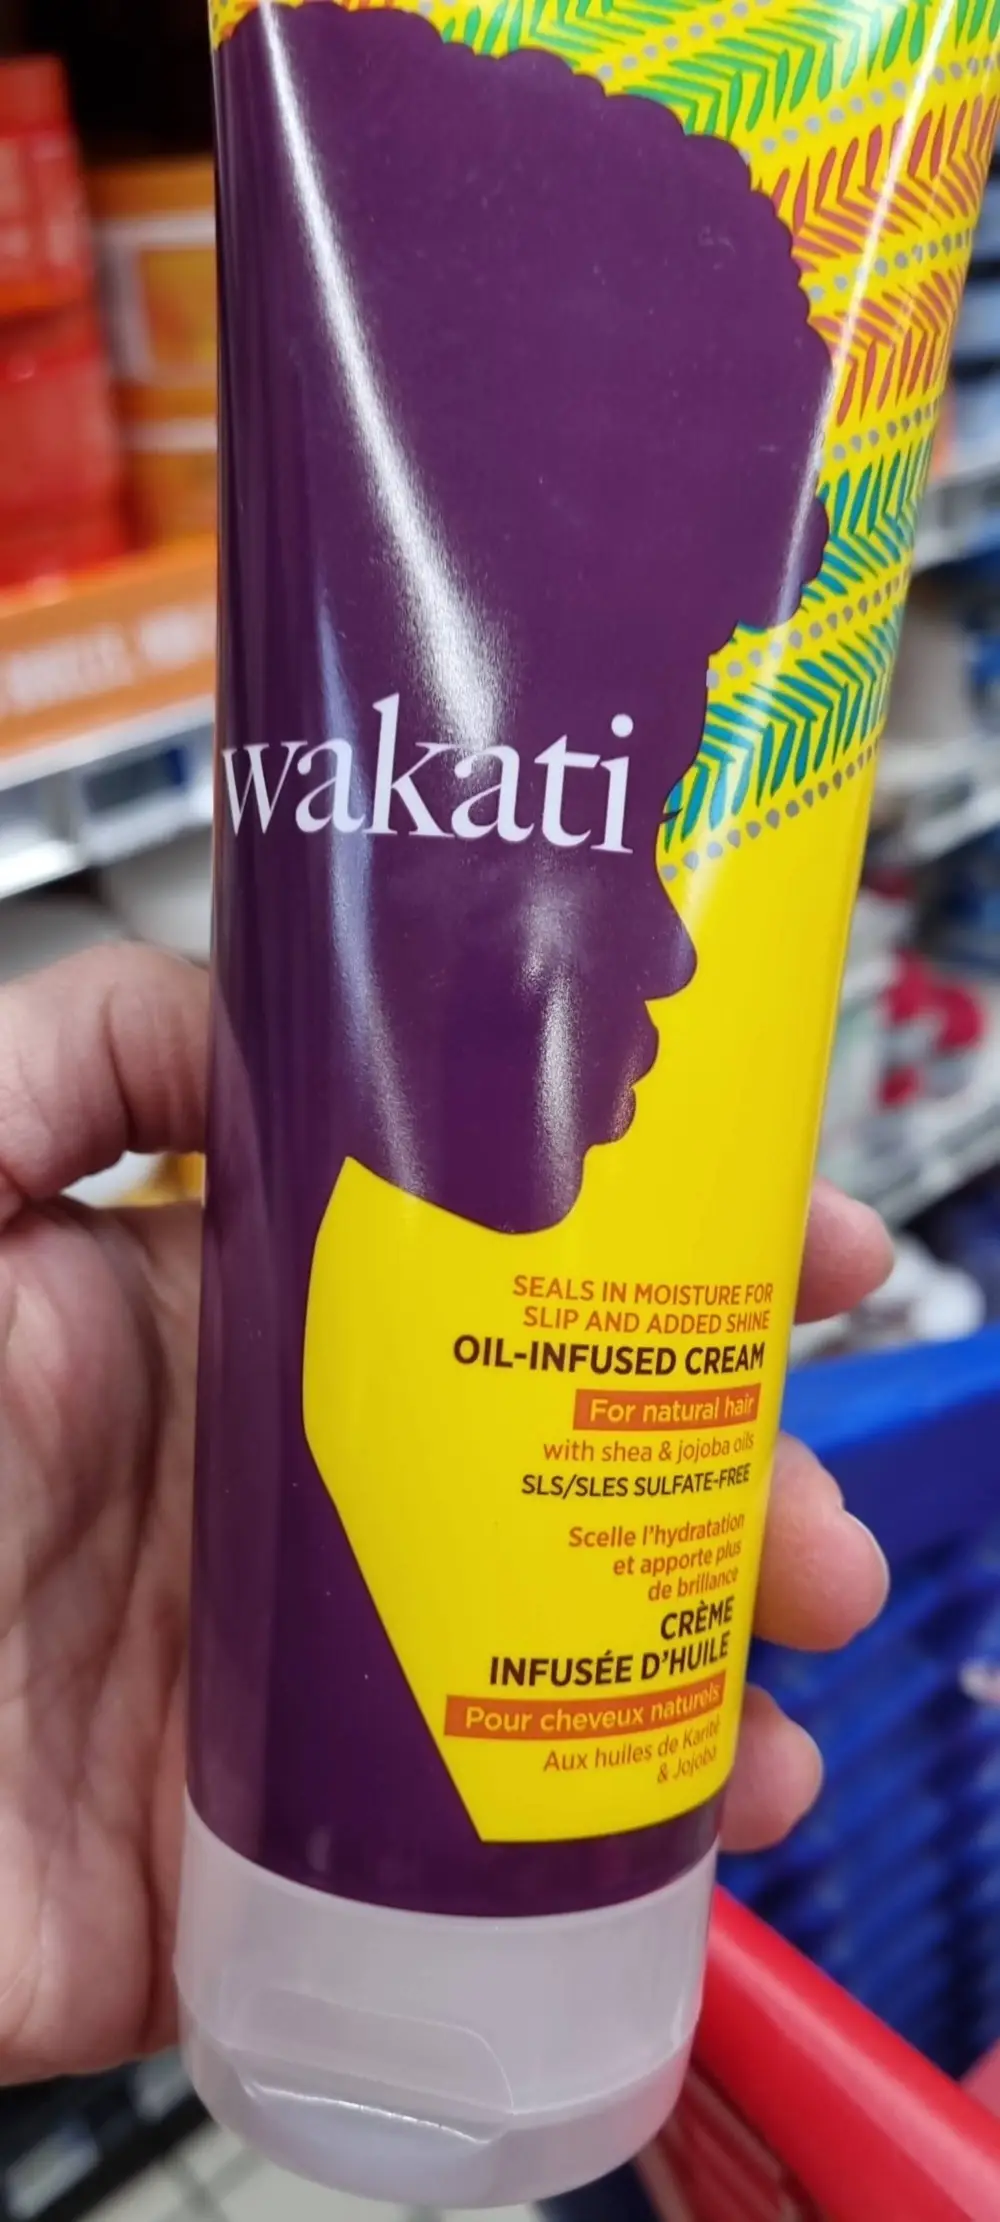 wakati
SEALS IN MOISTURE FOR
SLIP AND ADDED SHINE
OIL-INFUSED CREAM
For natural hair
with shea & jojoba oils
SLS/SLES SULFATE-FREE
Scelle l'hydratation
et apporte plus
de brillance
CRÈME
INFUSÉE D'HUILE
Pour cheveux naturels
Aux huiles de Karité
& Jojoba